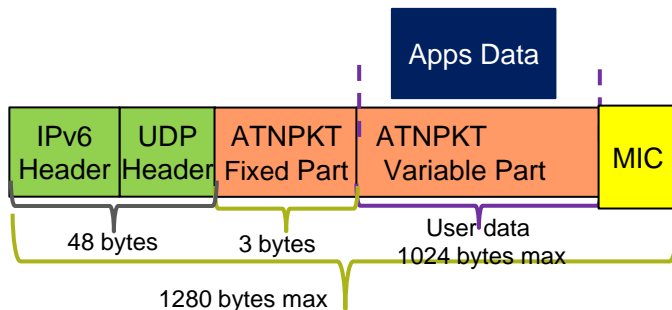 Apps Data
IPv6
Header
UDP
Header
ATNPKT
Fixed Part
ATNPKT
Variable Part
MIC
48 bytes
3 bytes
User data
1024 bytes max
1280 bytes max